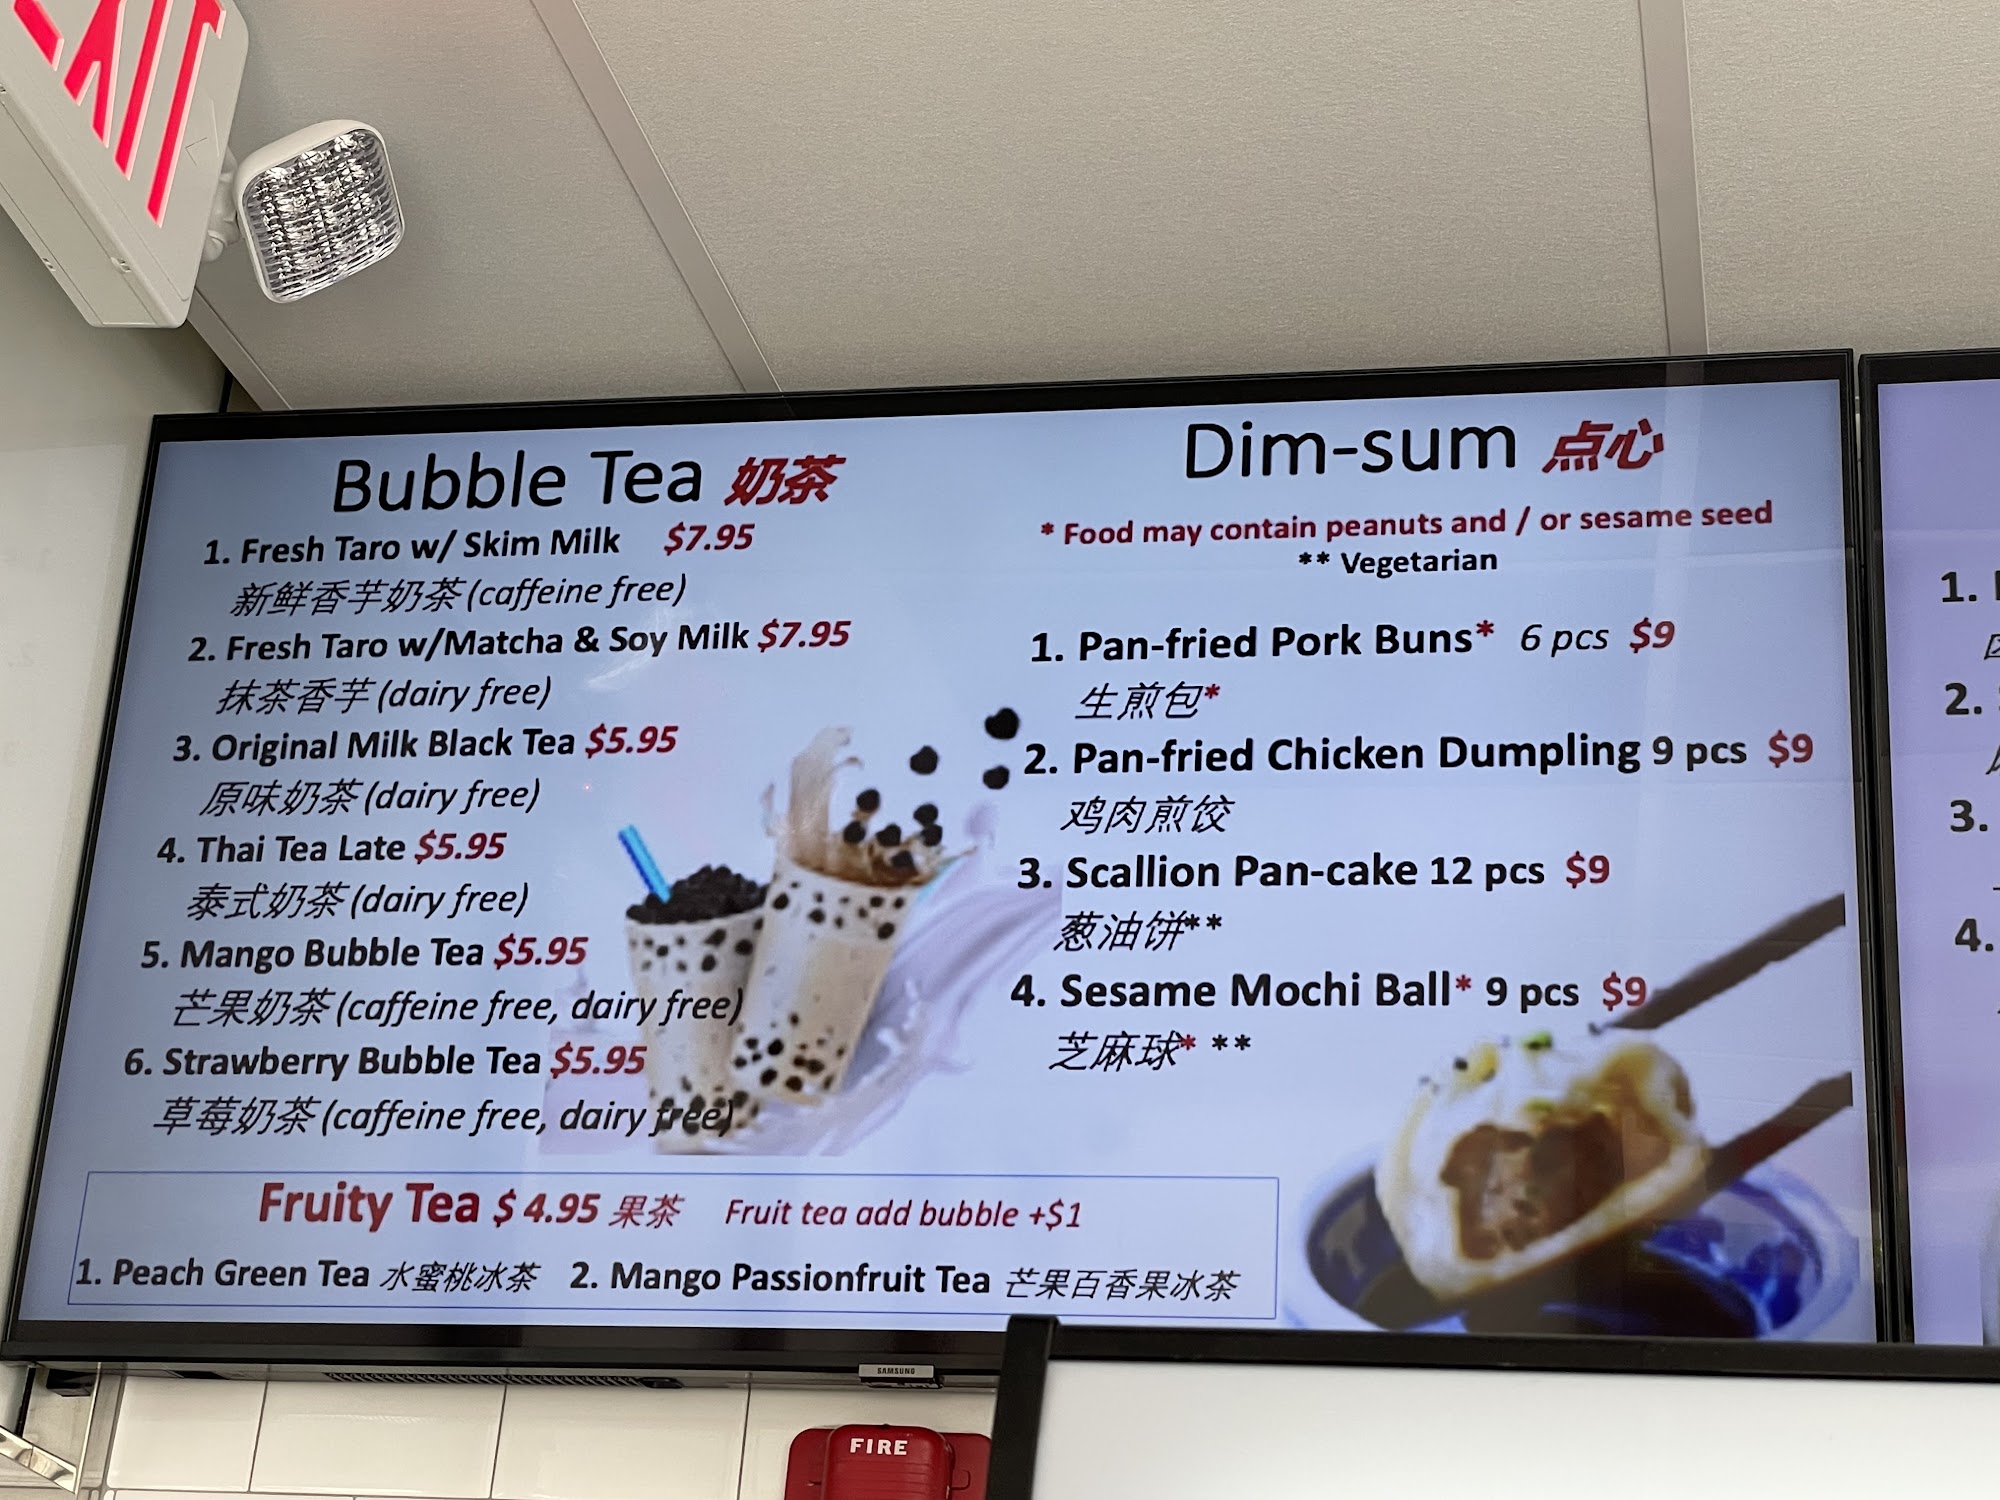 EXIT
Bubble Tea 奶茶
1. Fresh Taro w/ Skim Milk $7.95
新鲜香芋奶茶 (caffeine free)
2. Fresh Taro w/Matcha & Soy Milk $7.95
抹茶香芋 (dairy free)
3. Original Milk Black Tea $5.95
原味奶茶 (dairy free)
4. Thai Tea Late $5.95
泰式奶茶 (dairy free)
5. Mango Bubble Tea $5.95
芒果奶茶 (caffeine free, dairy free)
6. Strawberry Bubble Tea $5.95
草莓奶茶 (caffeine free, dairy free)
Fruity Tea $ 4.95 果茶 Fruit tea add bubble +$1
1. Peach Green Tea 水蜜桃冰茶 2. Mango Passionfruit Tea 芒果百香果冰茶
Dim-sum 点心
* Food may contain peanuts and / or sesame seed
** Vegetarian
1. Pan-fried Pork Buns* 6 pcs $9
生煎包*
2. Pan-fried Chicken Dumpling 9 pcs $9
鸡肉煎饺
3. Scallion Pan-cake 12 pcs $9
葱油饼**
4. Sesame Mochi Ball* 9 pcs $9
芝麻球* **
1.
2.
3.
4.
SAMSUNG
FIRE